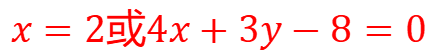 x = 2或4x + 3y − 8 = 0